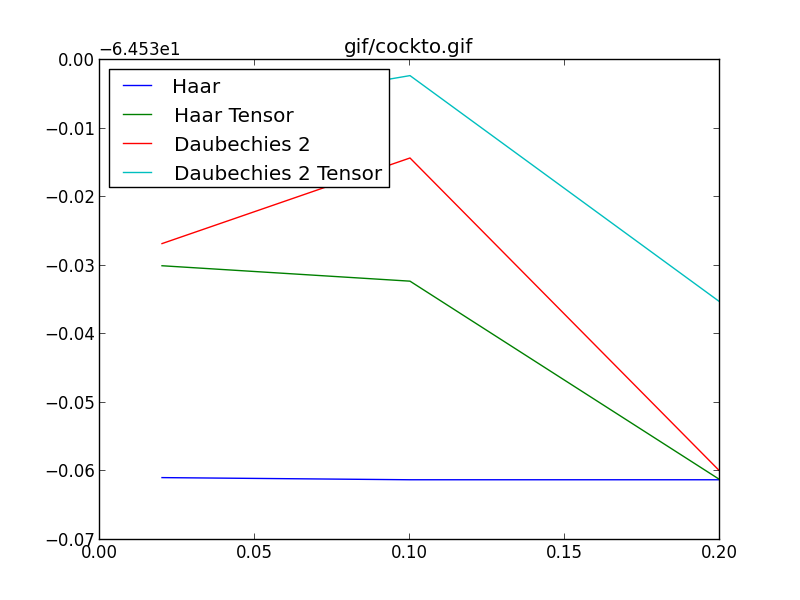 gif/cockto.gif
−6.453e1
0.00
−0.01
−0.02
−0.03
−0.04
−0.05
−0.06
−0.07
Haar
Haar Tensor
Daubechies 2
Daubechies 2 Tensor
0.00 0.05 0.10 0.15 0.20